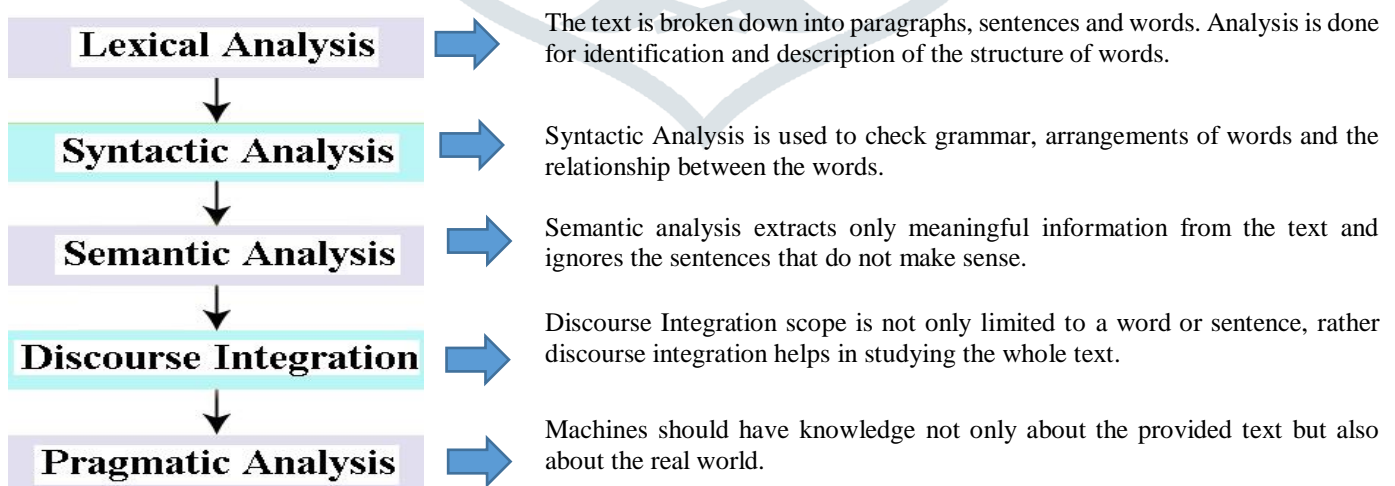 Lexical Analysis
The text is broken down into paragraphs, sentences and words. Analysis is done
for identification and description of the structure of words.
Syntactic Analysis
Syntactic Analysis is used to check grammar, arrangements of words and the
relationship between the words.
Semantic Analysis
Semantic analysis extracts only meaningful information from the text and
ignores the sentences that do not make sense.
Discourse Integration
Discourse Integration scope is not only limited to a word or sentence, rather
discourse integration helps in studying the whole text.
Pragmatic Analysis
Machines should have knowledge not only about the provided text but also
about the real world.